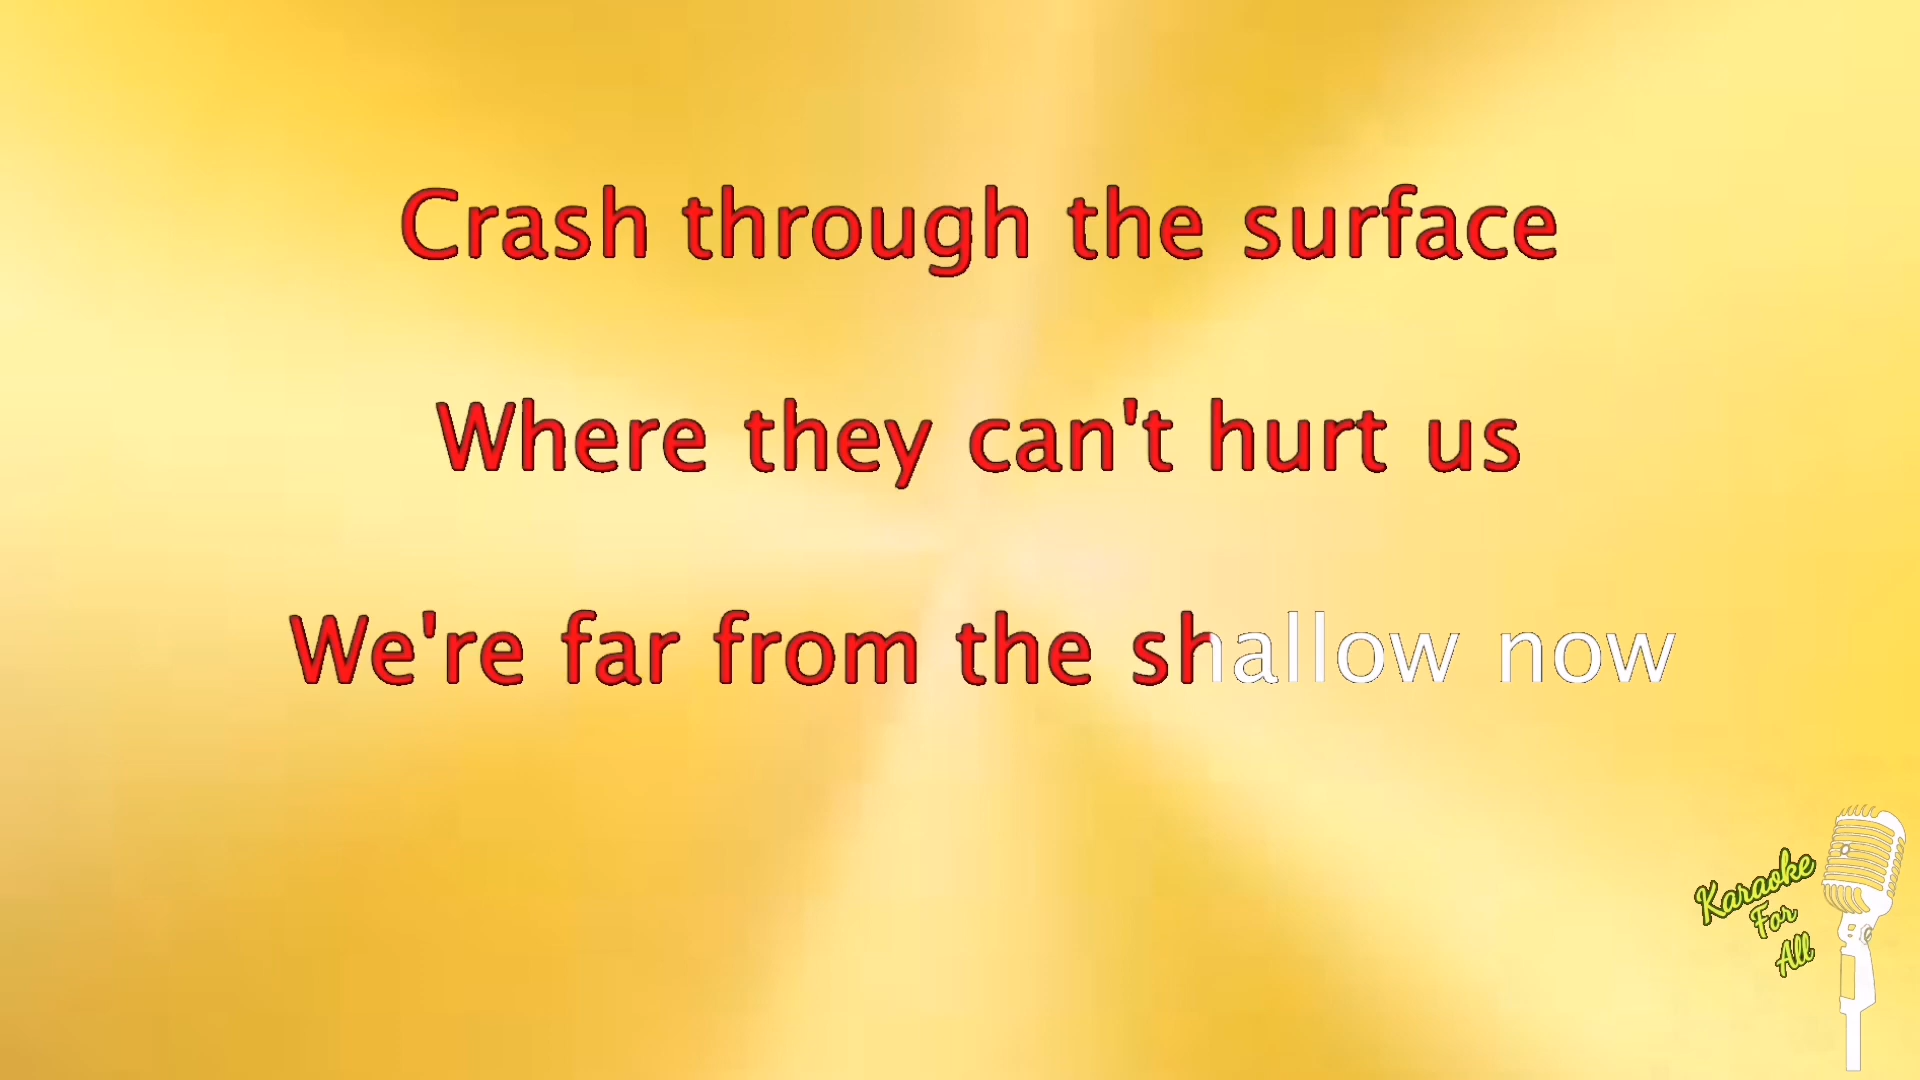 Crash through the surface
Where they can't hurt us
We're far from the shallow now
Karaoke
For
All